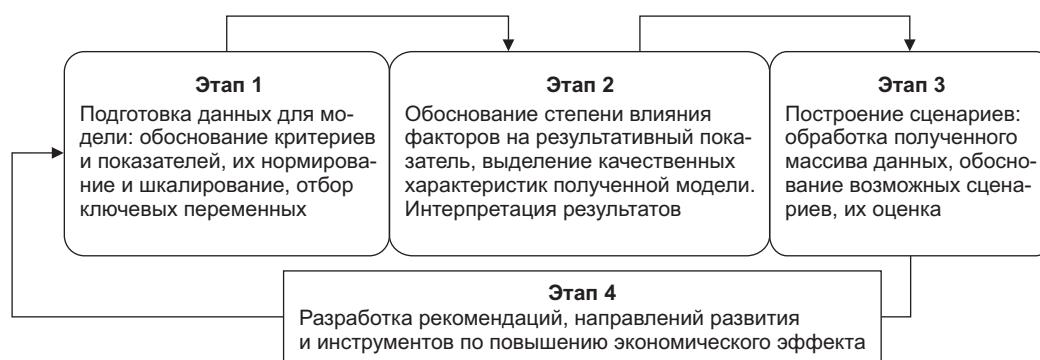 Этап 1
Подготовка данных для мо-
дели: обоснование критериев
и показателей, их нормирова-
ние и шкалирование, отбор
ключевых переменных
Этап 2
Обоснование степени влияния
факторов на результативный пока-
затель, выделение качественных
характеристик полученной модели.
Интерпретация результатов
Этап 3
Построение сценариев:
обработка полученного
массива данных, обосно-
вание возможных сцена-
риев, их оценка
Этап 4
Разработка рекомендаций, направлений развития
и инструментов по повышению экономического эффекта